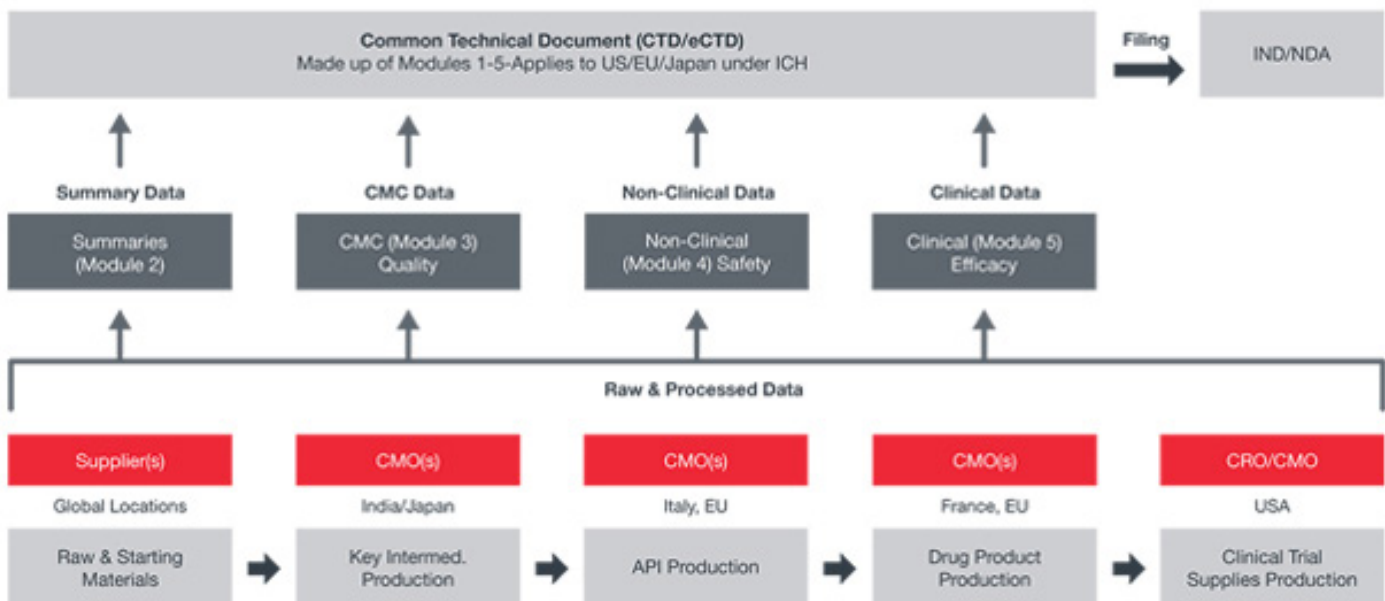 Common Technical Document (CTD/eCTD)
Made up of Modules 1-5-Applies to US/EU/Japan under ICH
Filing
IND/NDA
Summary Data
CMC Data
Non-Clinical Data
Clinical Data
Summaries
(Module 2)
CMC (Module 3)
Quality
Non-Clinical
(Module 4) Safety
Clinical (Module 5)
Efficacy
Raw & Processed Data
Supplier(s)
CMO(s)
CMO(s)
CMO(s)
CRO/CMO
Global Locations
India/Japan
Italy, EU
France, EU
USA
Raw & Starting
Materials
Key Intermed.
Production
API Production
Drug Product
Production
Clinical Trial
Supplies Production